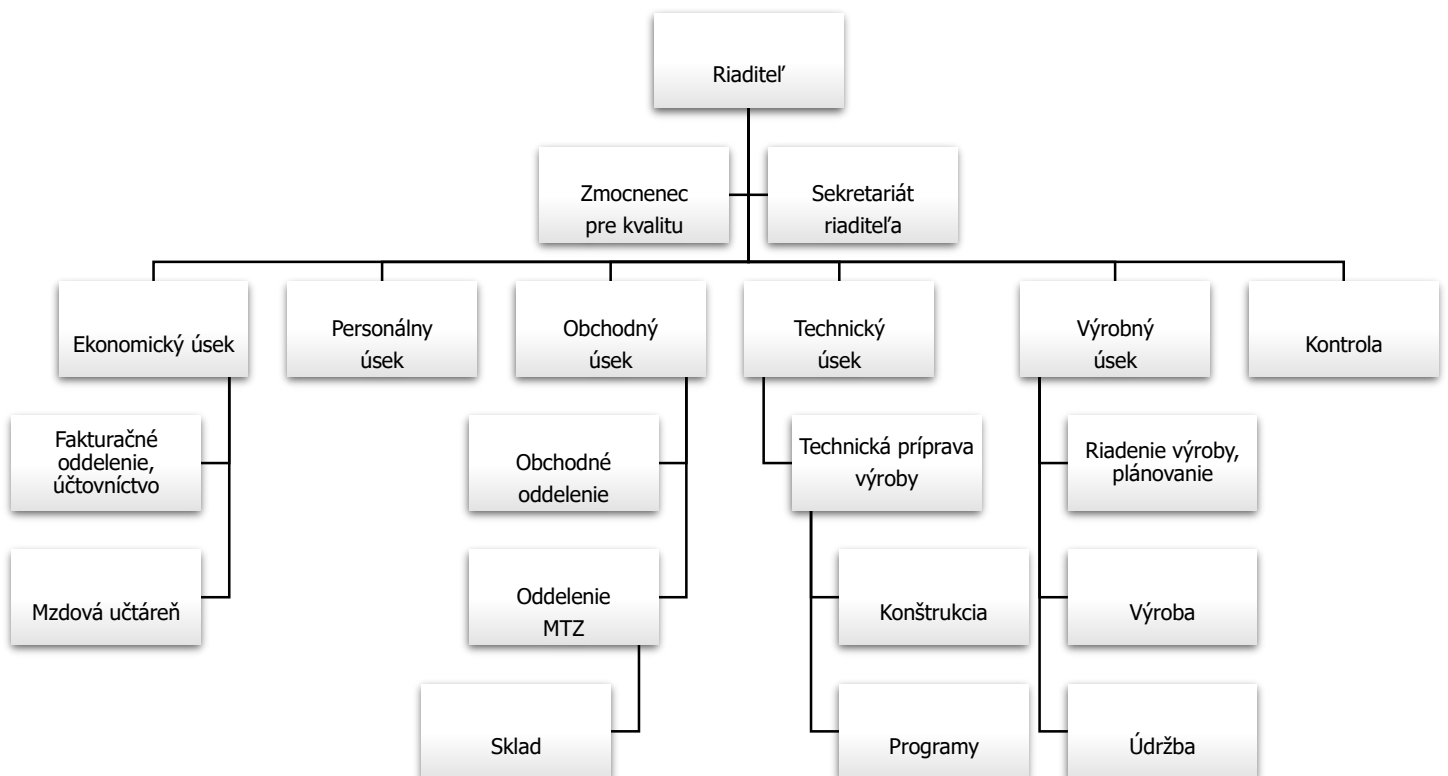 Riaditeľ
Zmocnenec
pre kvalitu
Sekretariát
riaditeľa
Ekonomický úsek
Personálny
úsek
Obchodný
úsek
Technický
úsek
Výrobný
úsek
Kontrola
Fakturačné
oddelenie,
účtovníctvo
Obchodné
oddelenie
Technická príprava
výroby
Riadenie výroby,
plánovanie
Mzdová učtáreň
Oddelenie
MTZ
Konštrukcia
Výroba
Sklad
Programy
Údržba